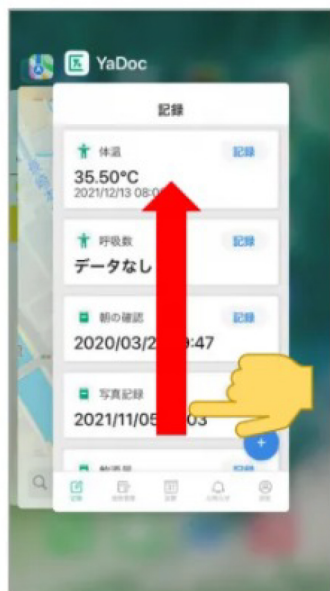 YaDoc
記録
体温
記録
35.50°C
2021/12/13 08:0
呼吸数
記録
データなし
朝の確認
記録
2020/03/2 :47
写真記録
2021/11/05 03
記録